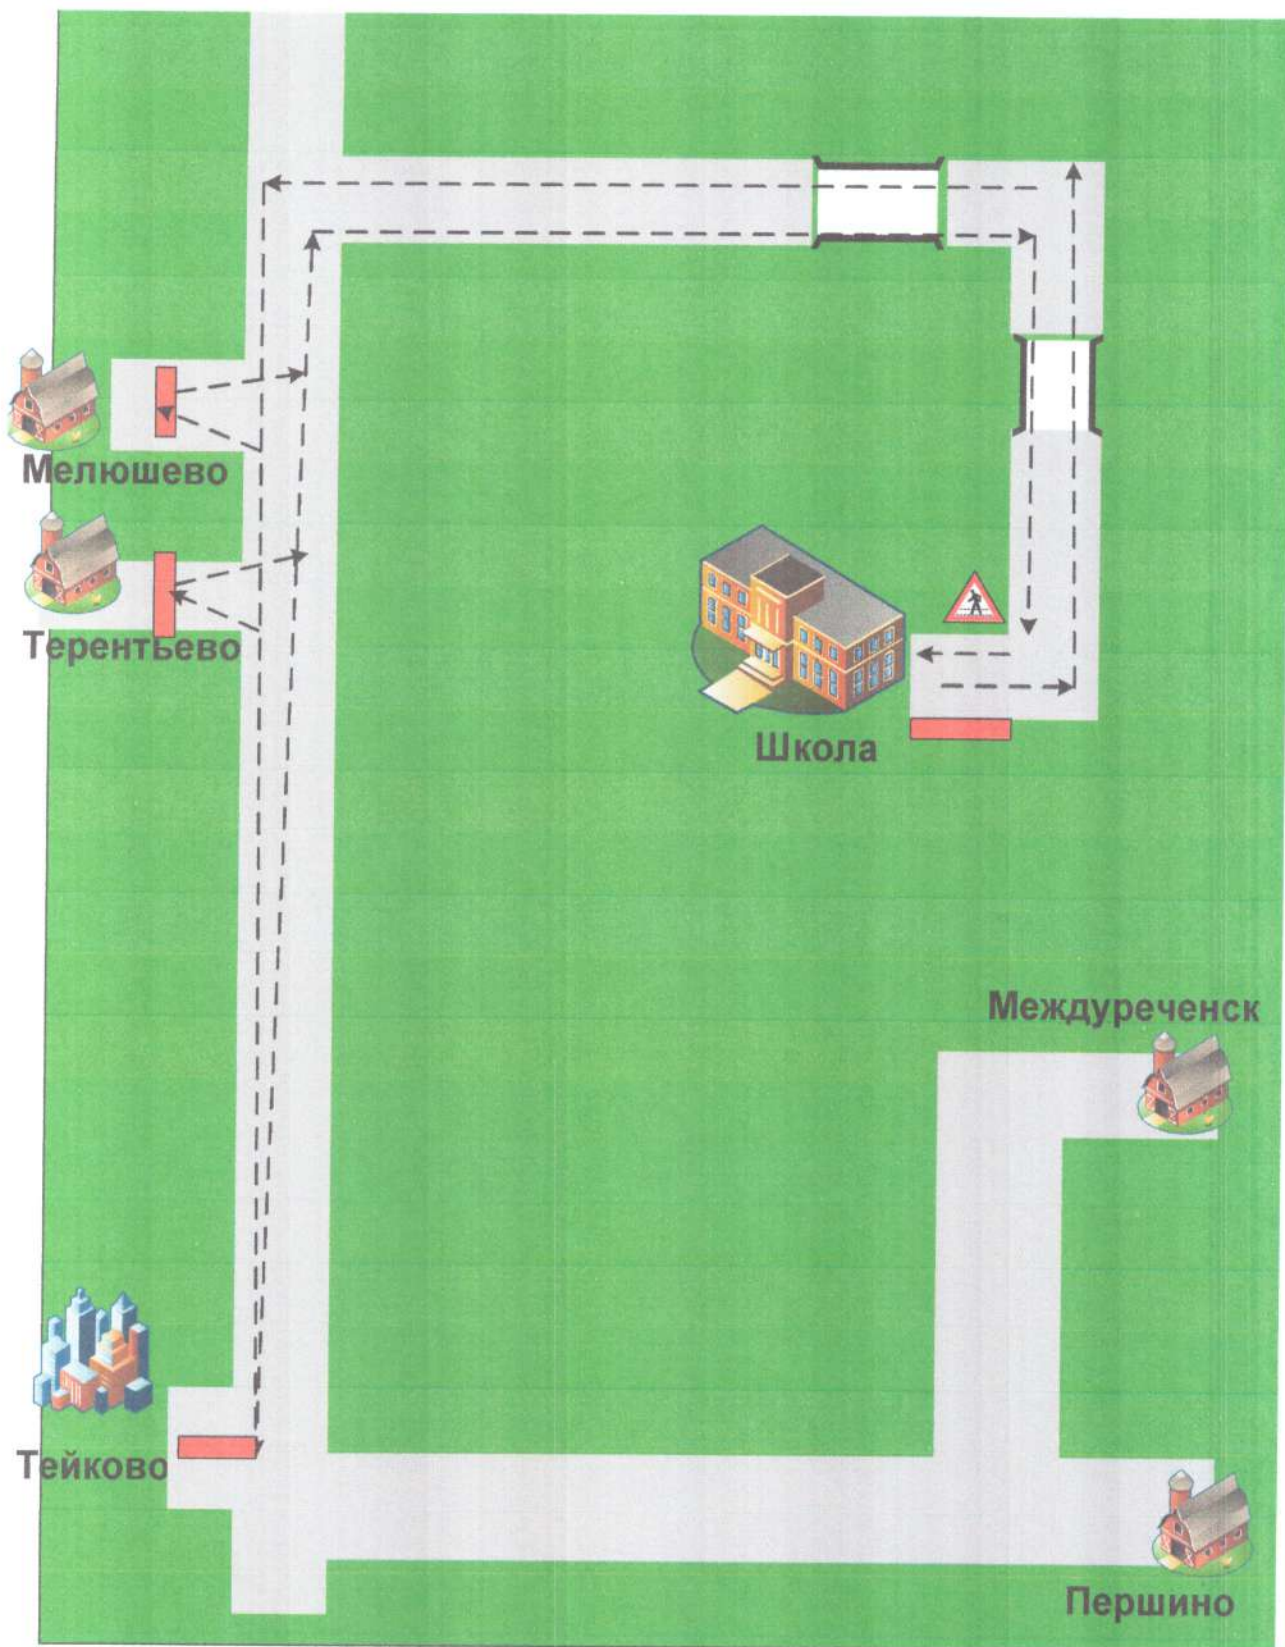 Мелюшево
Терентьево
Школа
Междуреченск
Тейково
Першино